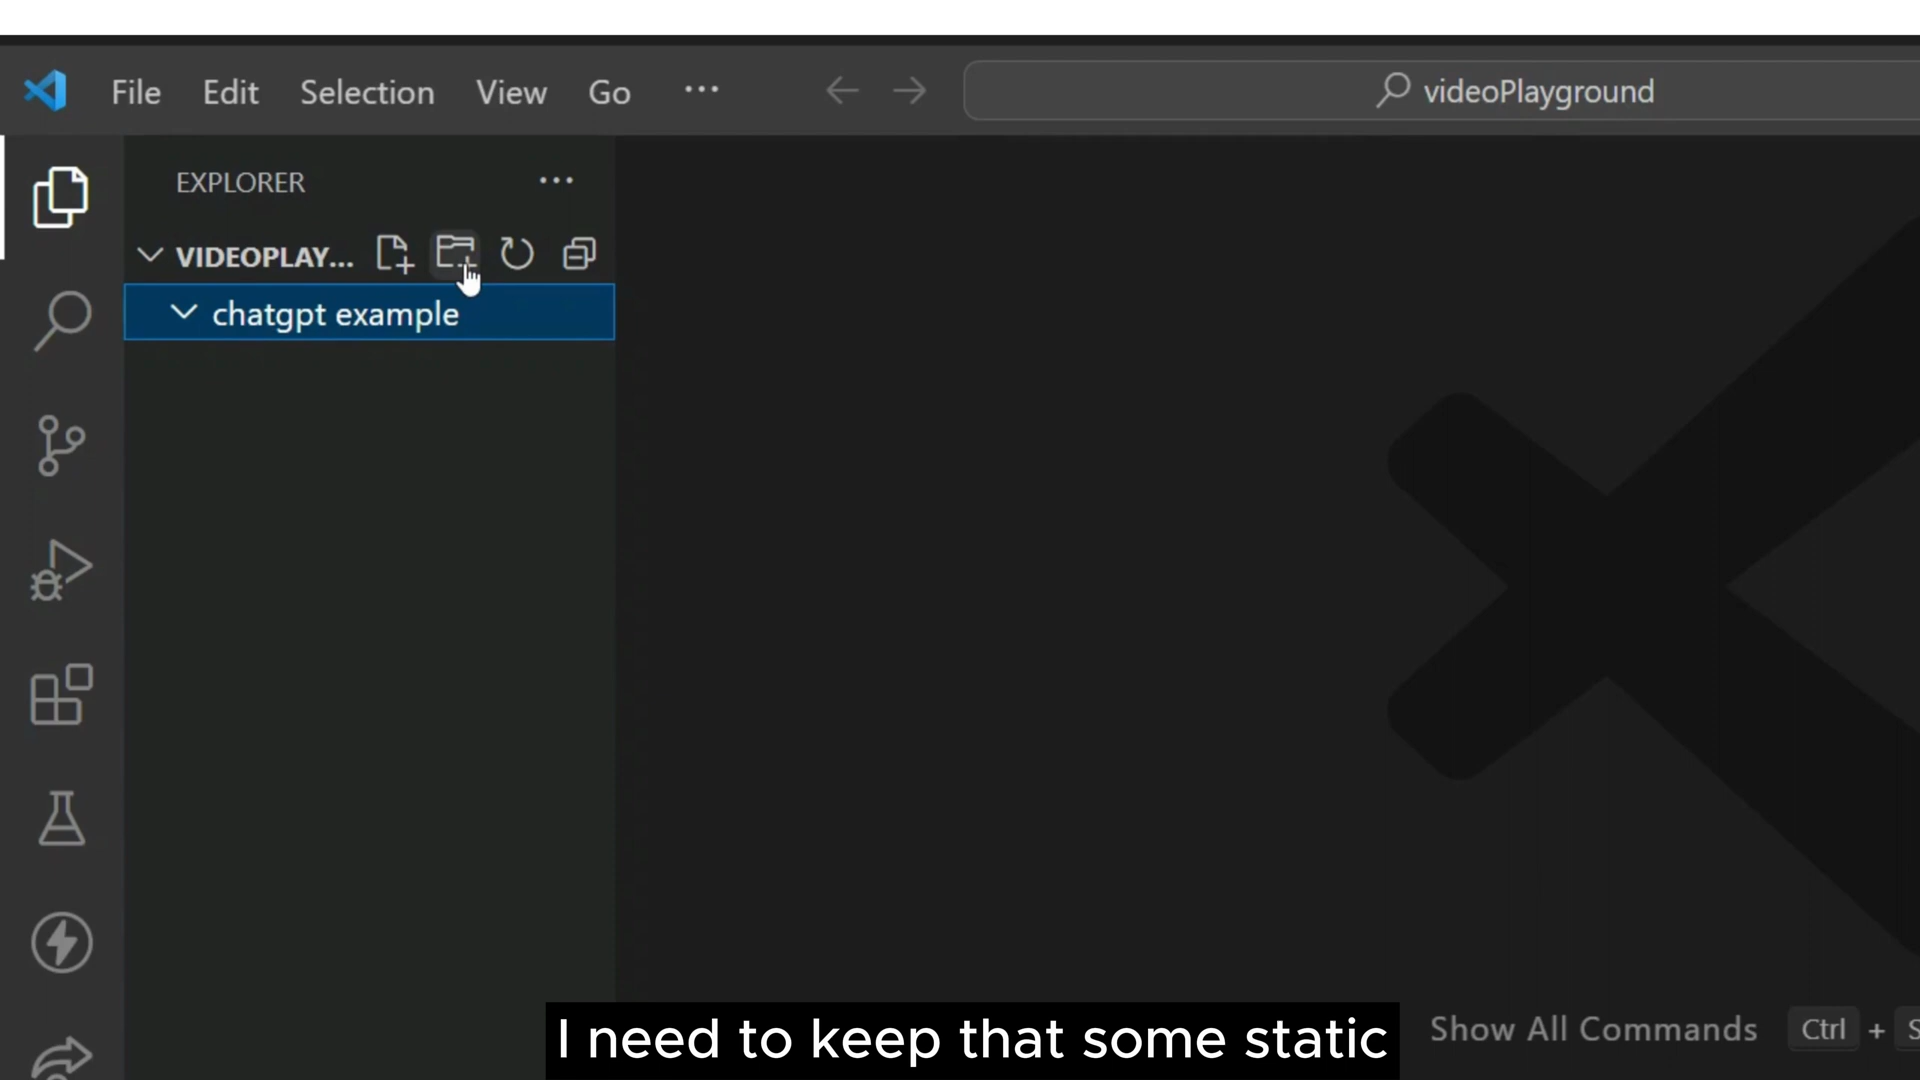 File Edit Selection View Go ... videoPlayground
EXPLORER ...
VIDEOPLAY...
chatgpt example
I need to keep that some static
Show All Commands Ctrl + S